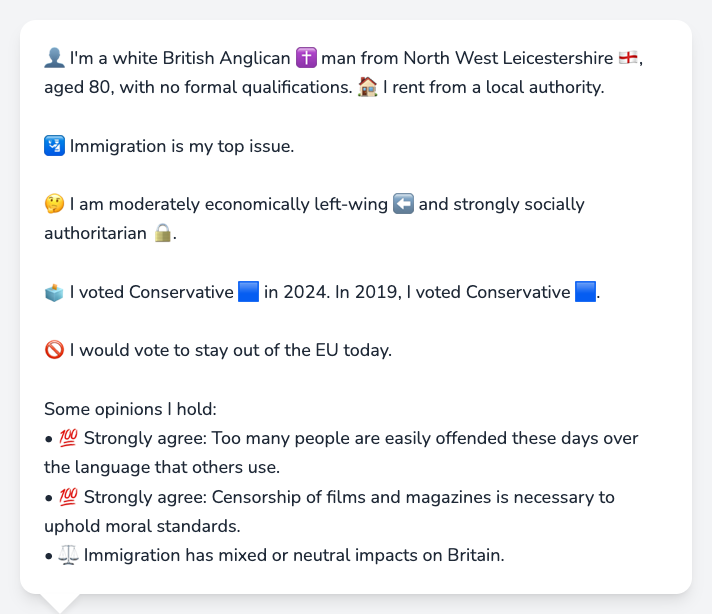 👤 I'm a white British Anglican ✝️ man from North West Leicestershire 🏴󠁧󠁢󠁥󠁮󠁧󠁿,
aged 80, with no formal qualifications. 🏠 I rent from a local authority.
🛂 Immigration is my top issue.
🤔 I am moderately economically left-wing ⬅️ and strongly socially
authoritarian 🔒.
🗳️ I voted Conservative 🟦 in 2024. In 2019, I voted Conservative 🟦.
🚫 I would vote to stay out of the EU today.
Some opinions I hold:
• 💯 Strongly agree: Too many people are easily offended these days over
the language that others use.
• 💯 Strongly agree: Censorship of films and magazines is necessary to
uphold moral standards.
• ⚖️ Immigration has mixed or neutral impacts on Britain.